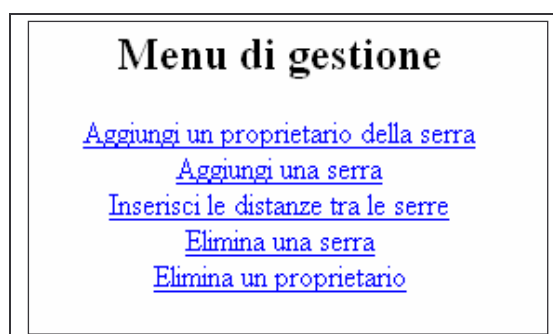 Menu di gestione
Aggiungi un proprietario della serra
Aggiungi una serra
Inserisci le distanze tra le serre
Elimina una serra
Elimina un proprietario